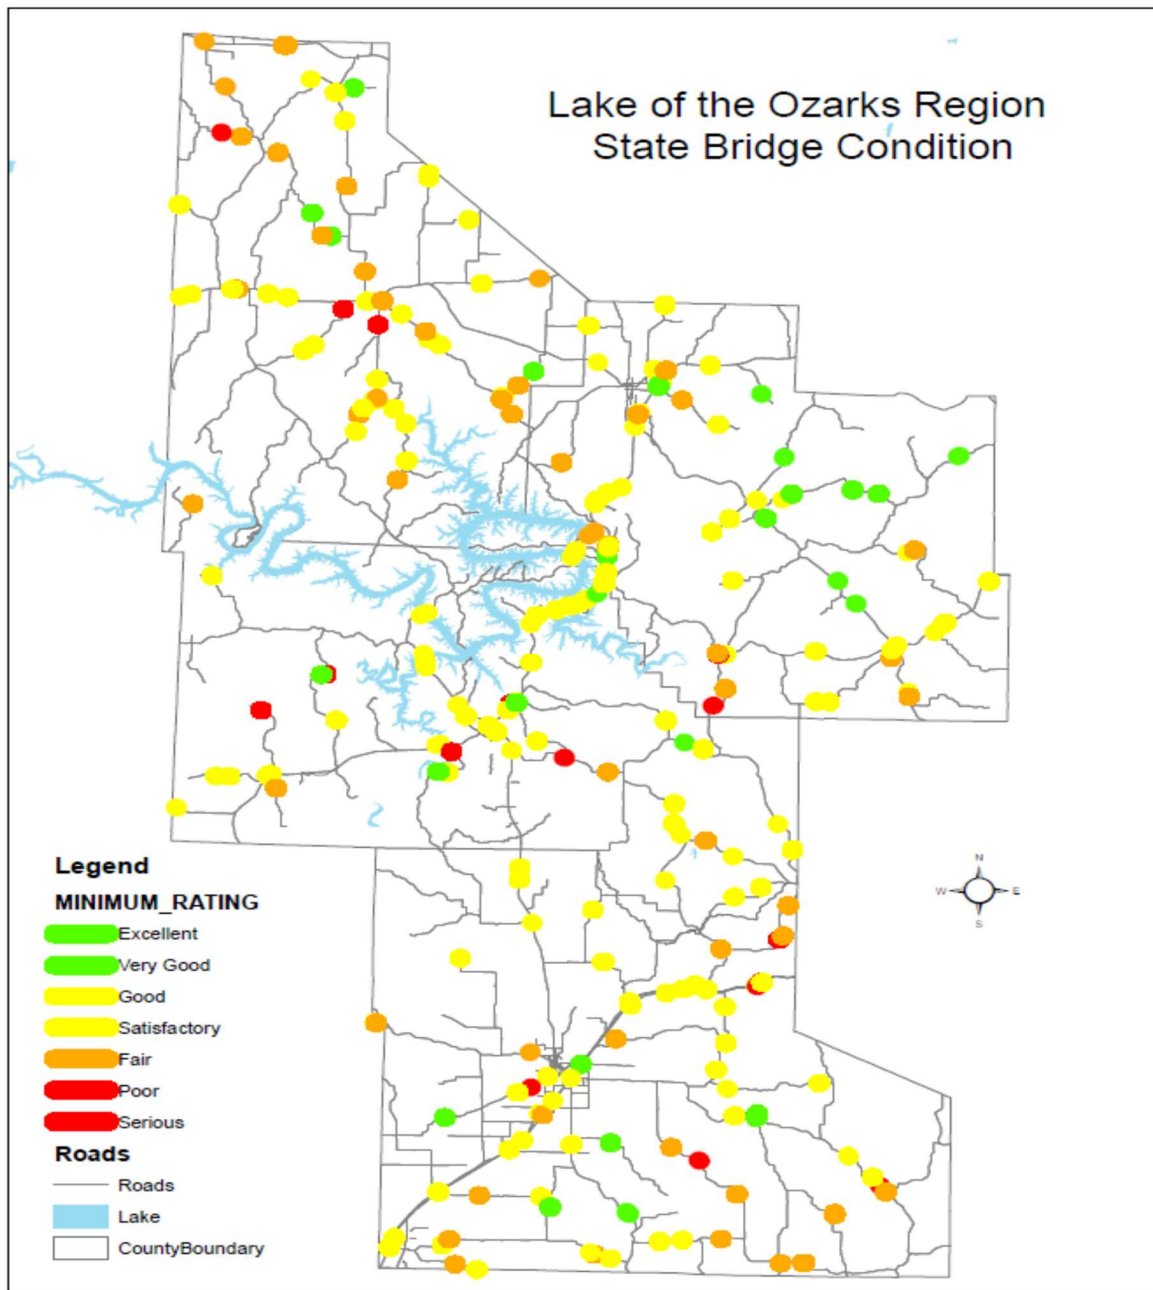 Lake of the Ozarks Region
State Bridge Condition
Legend
MINIMUM_RATING
Excellent
Very Good
Good
Satisfactory
Fair
Poor
Serious
Roads
Roads
Lake
CountyBoundary
N
W E
S